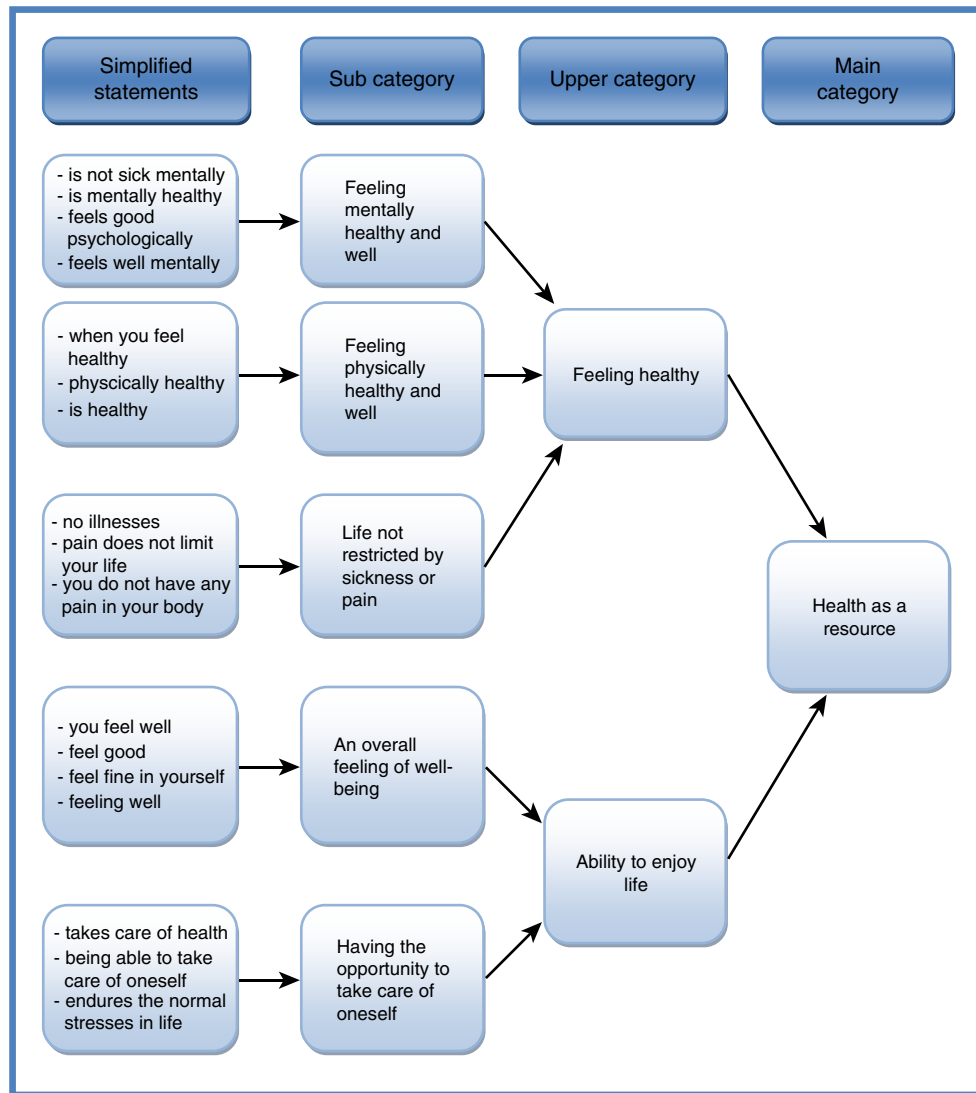 Simplified
statements
Sub category
Upper category
Main
category
- is not sick mentally
- is mentally healthy
- feels good
psychologically
- feels well mentally
Feeling
mentally
healthy and
well
- when you feel
healthy
- physcically healthy
- is healthy
Feeling
physically
healthy and
well
Feeling healthy
- no illnesses
- pain does not limit
your life
- you do not have any
pain in your body
Life not
restricted by
sickness or
pain
Health as a
resource
- you feel well
- feel good
- feel fine in yourself
- feeling well
An overall
feeling of well-
being
Ability to enjoy
life
- takes care of health
- being able to take
care of oneself
- endures the normal
stresses in life
Having the
opportunity to
take care of
oneself